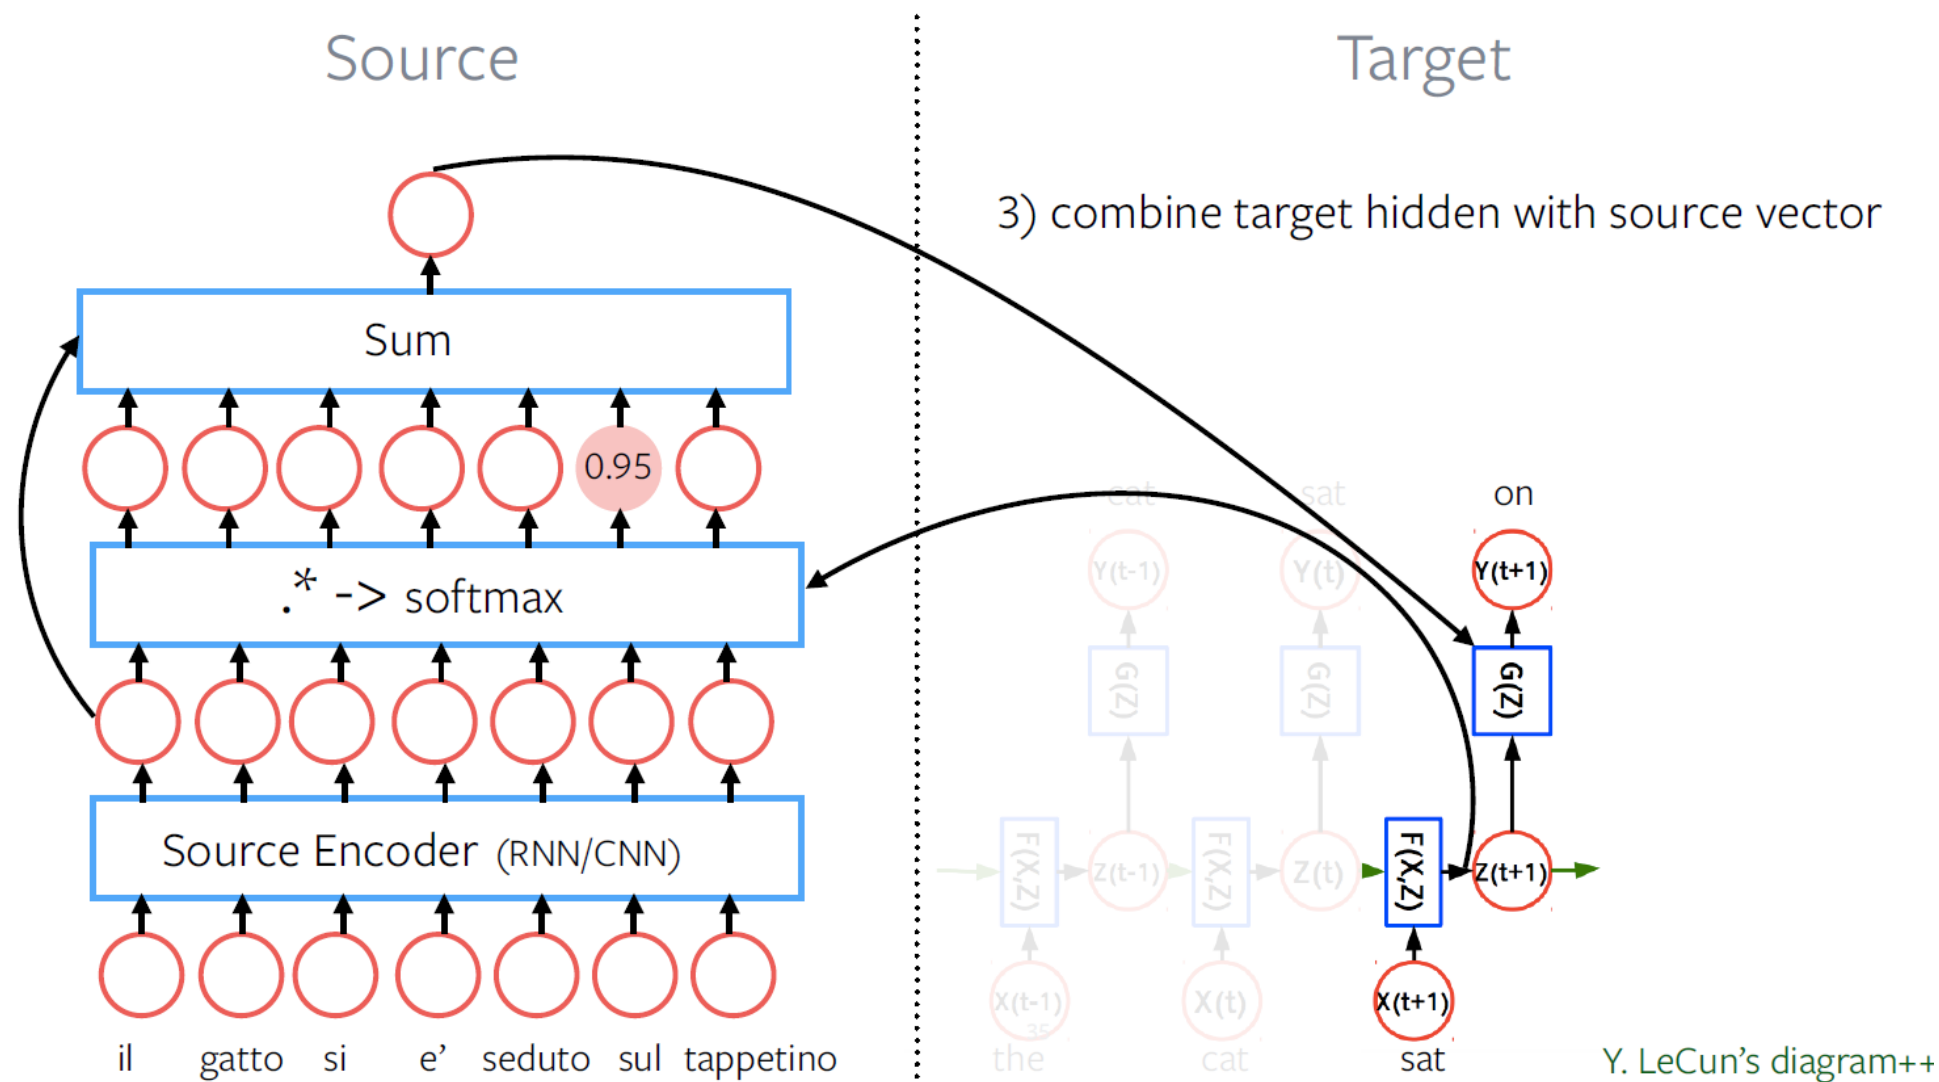 Source
Target
3) combine target hidden with source vector
Sum
0.95
.* -> softmax
Source Encoder (RNN/CNN)
il gatto si e’ seduto sul tappetino
cat sat on
Y(t-1) Y(t) Y(t+1)
G(Z) G(Z) G(Z)
F(X,Z) Z(t-1) F(X,Z) Z(t) F(X,Z) Z(t+1)
X(t-1) X(t) X(t+1)
35
the cat sat
Y. LeCun’s diagram++